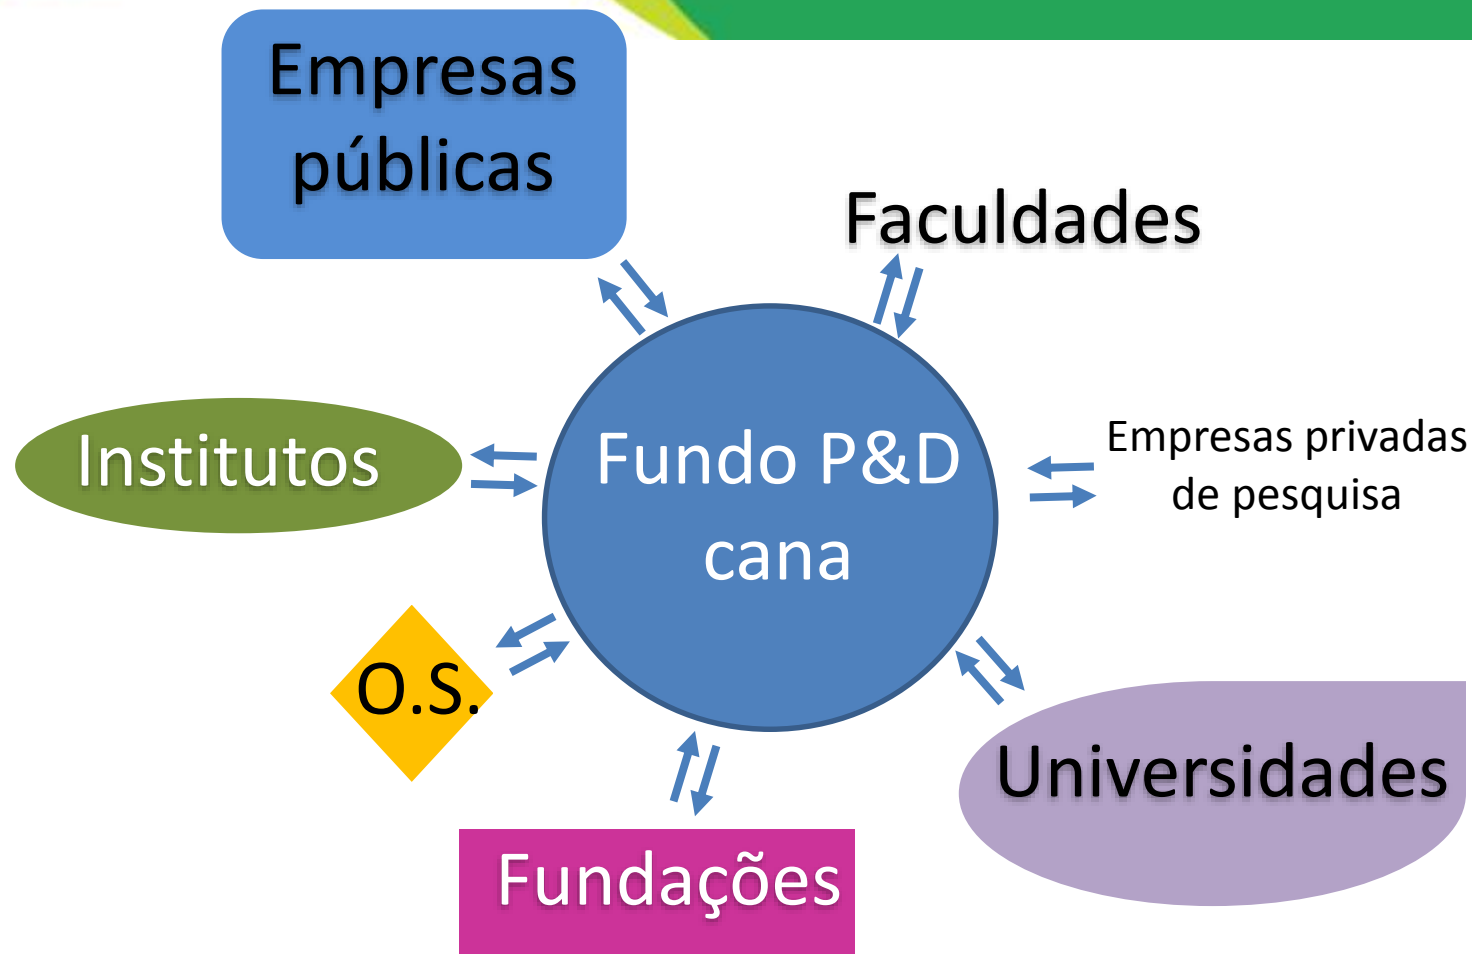 Empresas
públicas
Faculdades
Institutos
Fundo P&D
cana
Empresas privadas
de pesquisa
O.S.
Universidades
Fundações